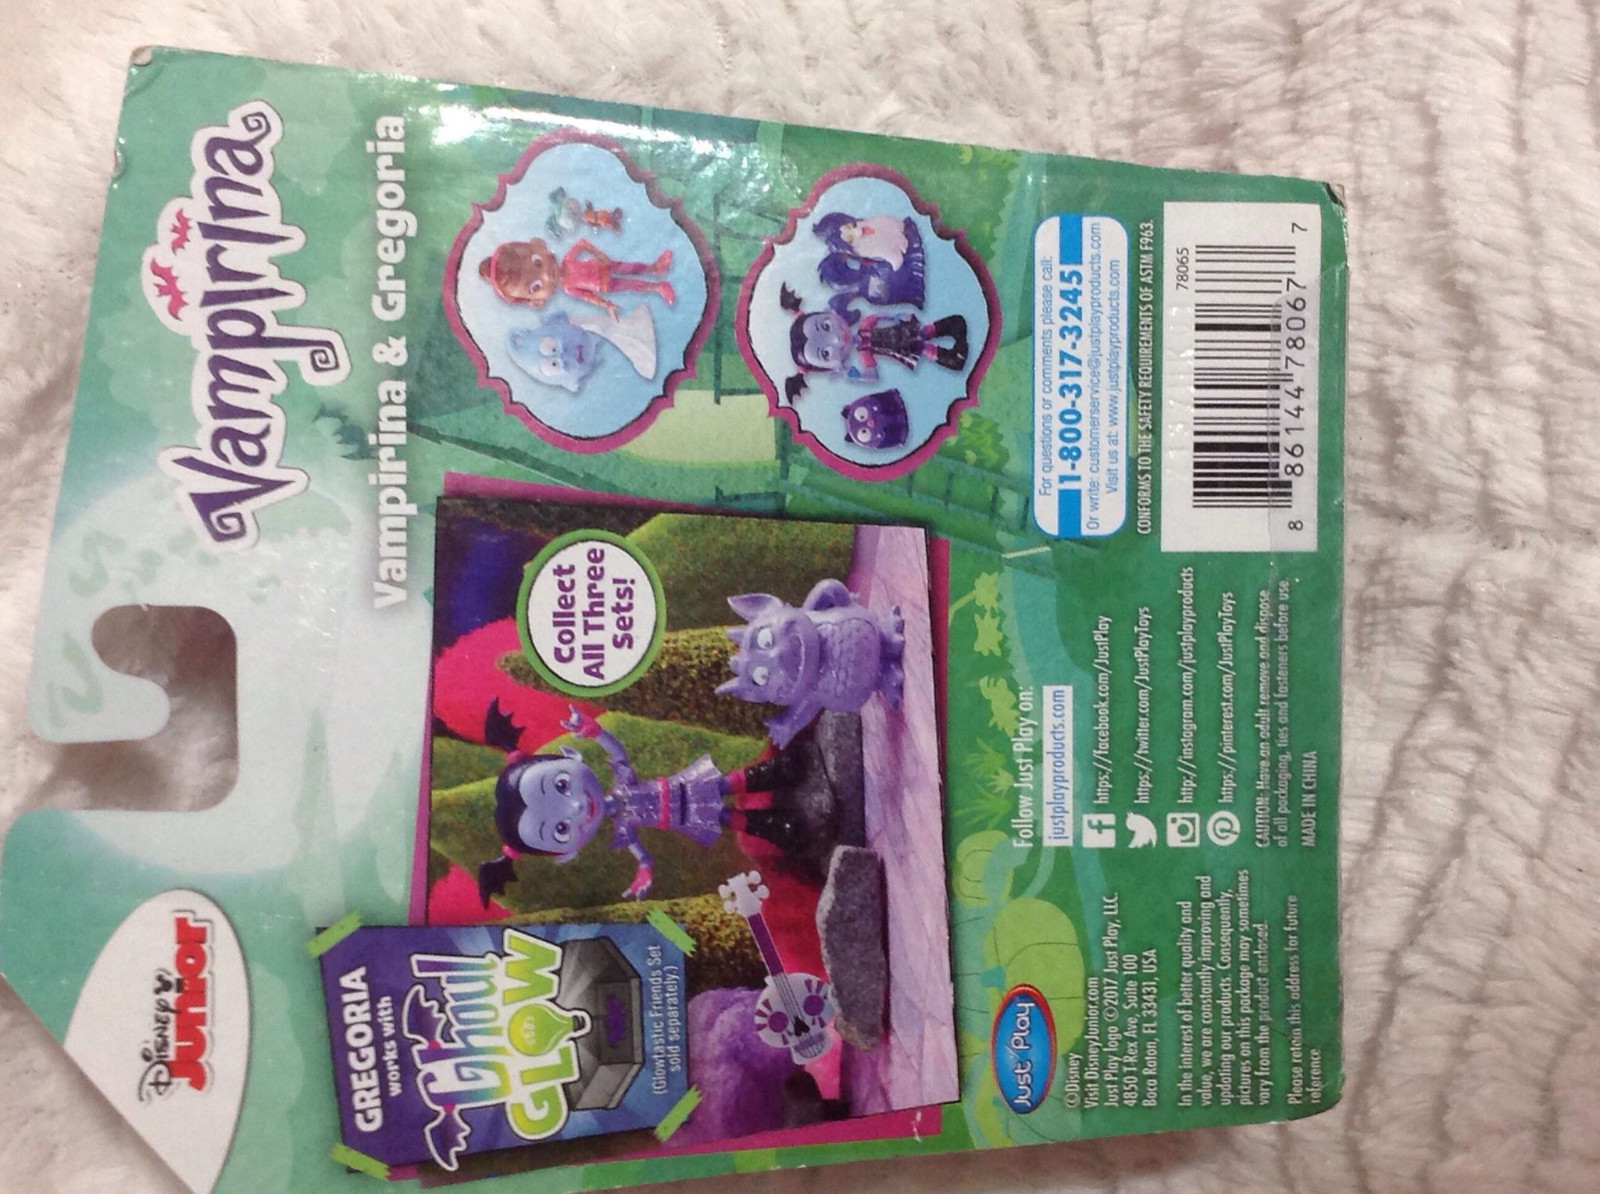 Disney
Junior
Vampirina
Vampirina & Gregoria
GREGORIA
works with
Ghoul
GLOW
(Glowtastic Friends Set
sold separately.)
Collect
All Three
Sets!
Just Play
©Disney
Visit DisneyJunior.com
Just Play logo ©2017 Just Play, LLC
4850 T-Rex Ave, Suite 100
Boca Raton, FL 33431 USA
In the interest of better quality and
value, we are constantly improving and
updating our products. Consequently,
pictures on this package may sometimes
vary from the product enclosed.
Please retain this address for future
reference
Follow Just Play on:
justplayproducts.com
https://facebook.com/JustPlay
https://twitter.com/JustPlayToys
http://instagram.com/justplayproducts
https://pinterest.com/JustPlayToys
CAUTION: Have an adult remove and dispose
of all packaging, ties and fasteners before use.
MADE IN CHINA
For questions or comments please call:
1-800-317-3245
Or write: customerservice@justplayproducts.com
Visit us at: www.justplayproducts.com
CONFORMS TO THE SAFETY REQUIREMENTS OF ASTM F963.
78065
8 86144 78067 7